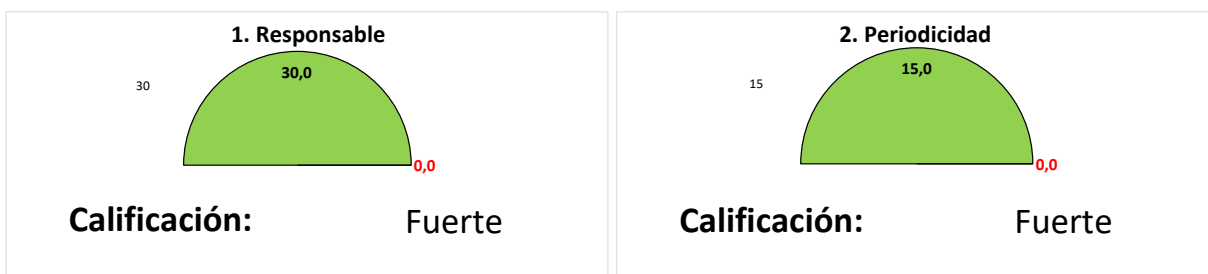 1. Responsable
30,0
30
0,0
Calificación:
Fuerte
2. Periodicidad
15,0
15
0,0
Calificación:
Fuerte